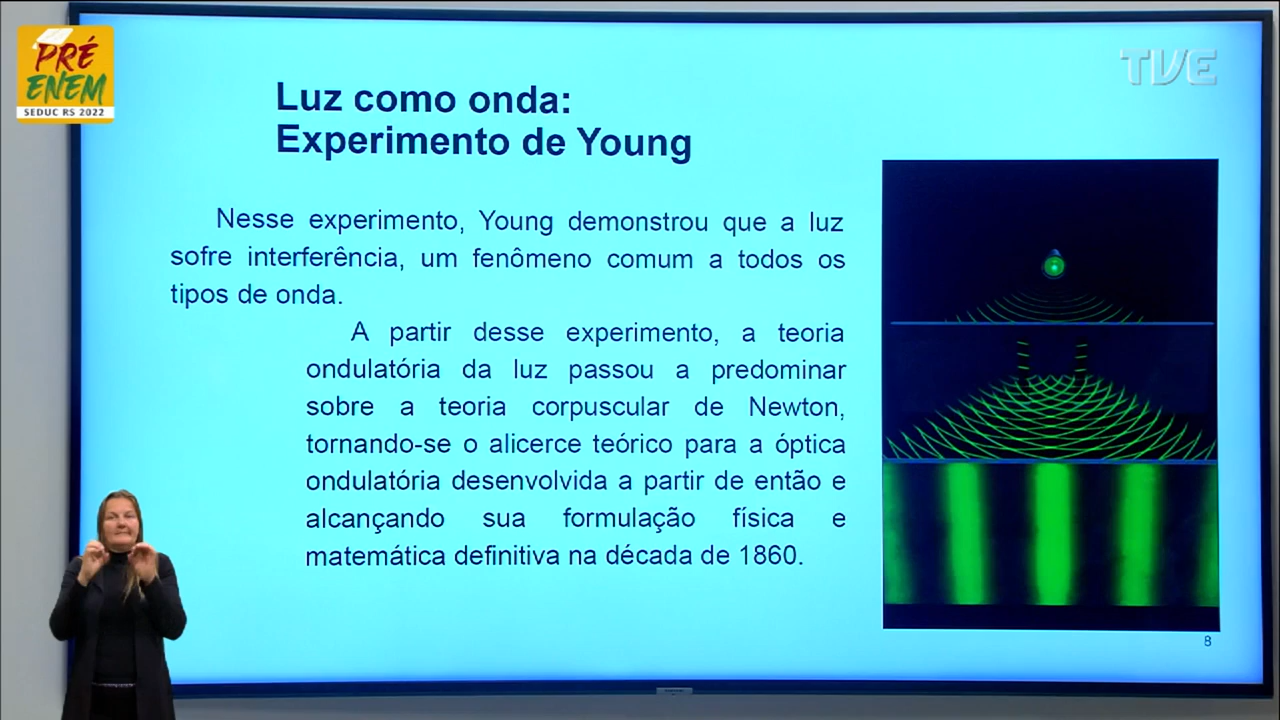 PRÉ
ENEM
SEDUC RS 2022
TVE
Luz como onda:
Experimento de Young
Nesse experimento, Young demonstrou que a luz
sofre interferência, um fenômeno comum a todos os
tipos de onda.
A partir desse experimento, a teoria
ondulatória da luz passou a predominar
sobre a teoria corpuscular de Newton,
tornando-se o alicerce teórico para a óptica
ondulatória desenvolvida a partir de então e
alcançando sua formulação física e
matemática definitiva na década de 1860.
8